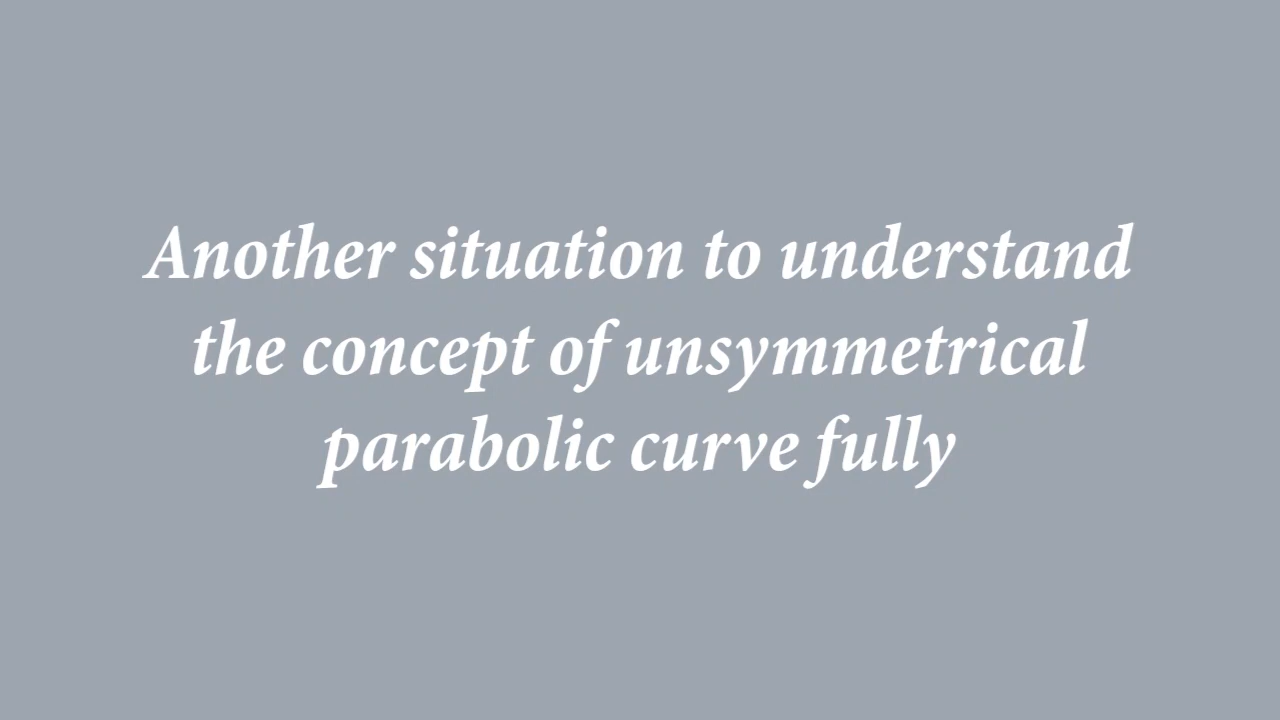 Another situation to understand
the concept of unsymmetrical
parabolic curve fully